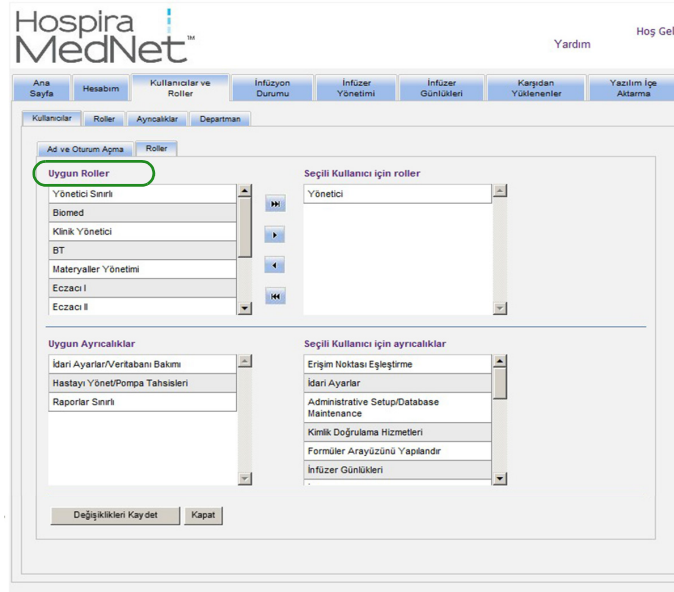 Hospira
MedNet™
Yardım
Hoş Gel
Ana Sayfa
Hesabım
Kullanıcılar ve Roller
İnfüzyon Durumu
İnfüzer Yönetimi
İnfüzer Günlükleri
Karşıdan Yüklenenler
Yazılım İçe Aktarma
Kullanıcılar
Roller
Ayrıcalıklar
Departman
Ad ve Oturum Açma
Roller
Uygun Roller
Yönetici Sınırlı
Biomed
Klinik Yönetici
BT
Materyaller Yönetimi
Eczacı I
Eczacı II
Seçili Kullanıcı için roller
Yönetici
Uygun Ayrıcalıklar
İdari Ayarlar/Veritabanı Bakımı
Hastayı Yönet/Pompa Tahsisleri
Raporlar Sınırlı
Seçili Kullanıcı için ayrıcalıklar
Erişim Noktası Eşleştirme
İdari Ayarlar
Administrative Setup/Database
Maintenance
Kimlik Doğrulama Hizmetleri
Formüler Arayüzünü Yapılandır
İnfüzer Günlükleri
Değişiklikleri Kaydet
Kapat